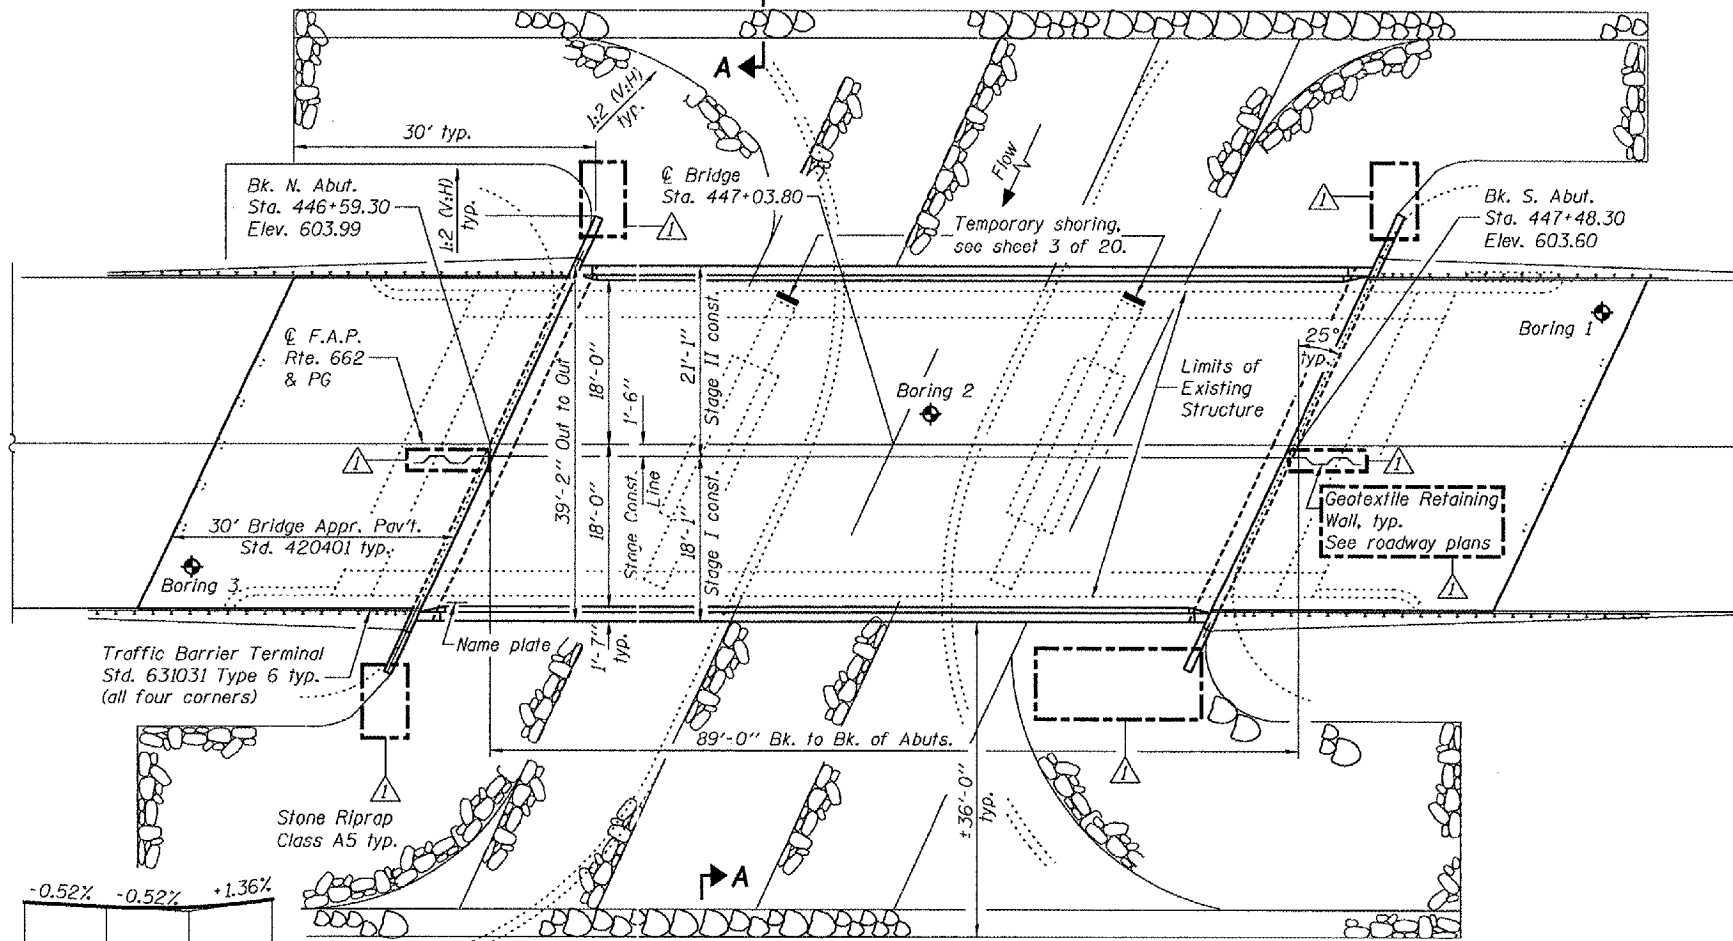 A
1:2 (V:H)
typ.
30' typ.
Flow
Bk. N. Abut.
Sta. 446+59.30
Elev. 603.99
1:2 (V:H)
typ.
℄ Bridge
Sta. 447+03.80
1
Temporary shoring,
see sheet 3 of 20.
1
Bk. S. Abut.
Sta. 447+48.30
Elev. 603.60
℄ F.A.P.
Rte. 662
& PG
39'-2" Out to Out
18'-0"
18'-0"
1'-6"
Stage Const.
Line
21'-1"
Stage II const.
18'-1"
Stage I const.
Boring 2
Limits of
Existing
Structure
25°
typ.
Boring 1
1
1
Geotextile Retaining
Wall, typ.
See roadway plans
1
30' Bridge Appr. Pav't.
Std. 420401 typ.
Boring 3
Name plate
1'-7"
typ.
Traffic Barrier Terminal
Std. 631031 Type 6 typ.
(all four corners)
89'-0" Bk. to Bk. of Abuts.
1
1
Stone Riprap
Class A5 typ.
±36'-0"
typ.
A
-0.52%
-0.52%
+1.36%